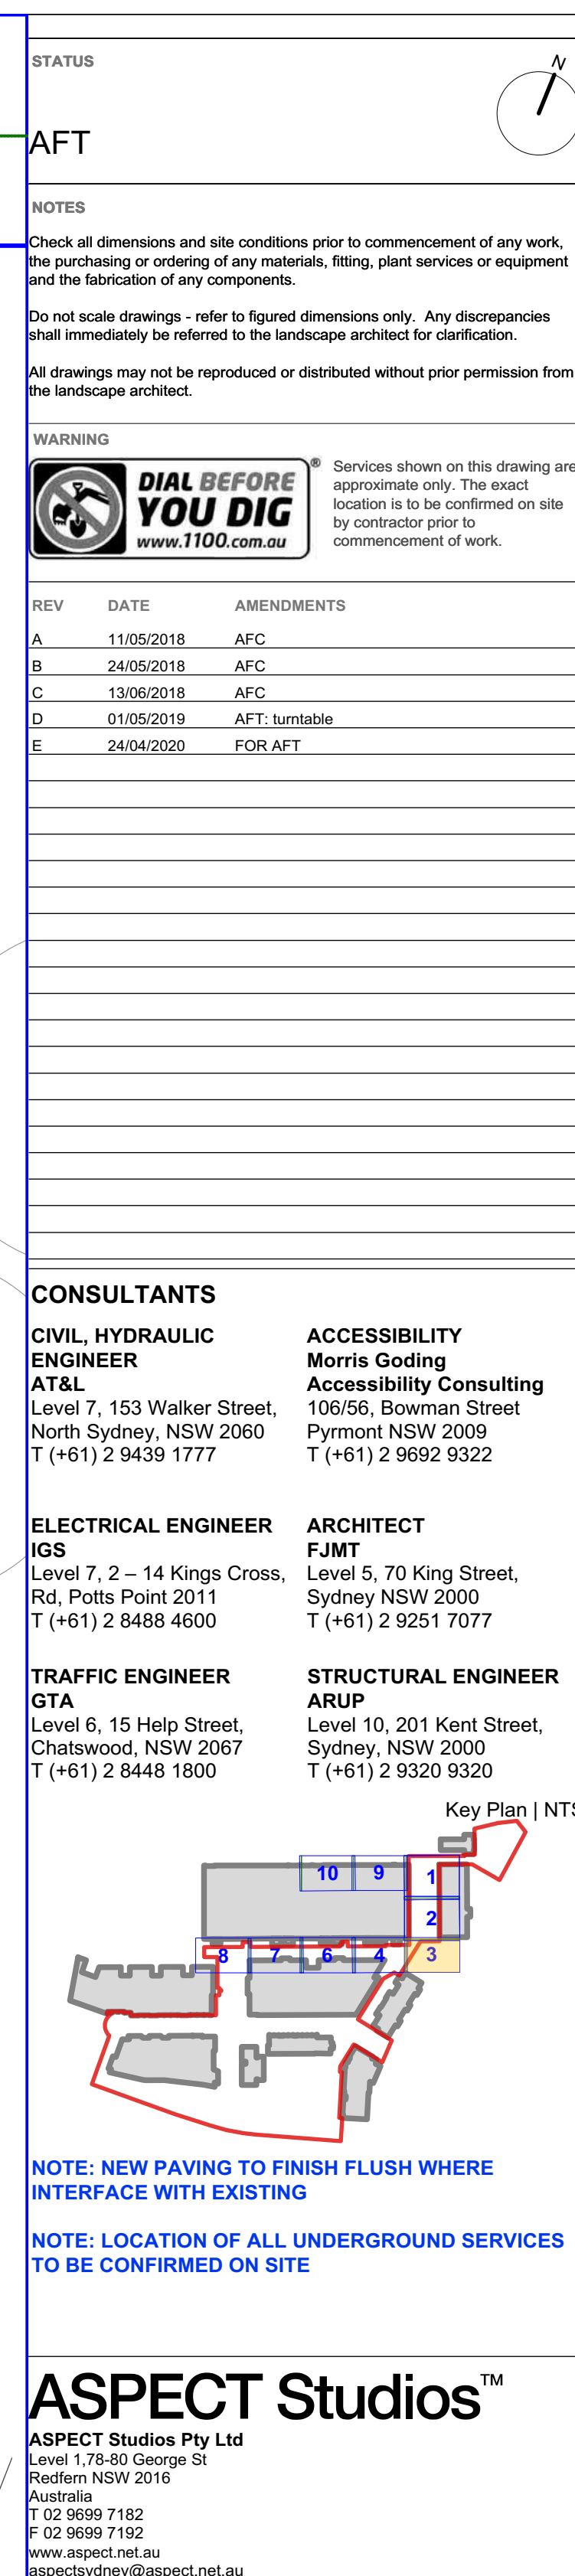 STATUS
N
AFT
NOTES
Check all dimensions and site conditions prior to commencement of any work,
the purchasing or ordering of any materials, fitting, plant services or equipment
and the fabrication of any components.
Do not scale drawings - refer to figured dimensions only. Any discrepancies
shall immediately be referred to the landscape architect for clarification.
All drawings may not be reproduced or distributed without prior permission from
the landscape architect.
WARNING
DIAL BEFORE
YOU DIG
www.1100.com.au
®
Services shown on this drawing are
approximate only. The exact
location is to be confirmed on site
by contractor prior to
commencement of work.
REV DATE AMENDMENTS
A 11/05/2018 AFC
B 24/05/2018 AFC
C 13/06/2018 AFC
D 01/05/2019 AFT: turntable
E 24/04/2020 FOR AFT
CONSULTANTS
CIVIL, HYDRAULIC
ENGINEER
AT&L
Level 7, 153 Walker Street,
North Sydney, NSW 2060
T (+61) 2 9439 1777
ACCESSIBILITY
Morris Goding
Accessibility Consulting
106/56, Bowman Street
Pyrmont NSW 2009
T (+61) 2 9692 9322
ELECTRICAL ENGINEER
IGS
Level 7, 2 – 14 Kings Cross,
Rd, Potts Point 2011
T (+61) 2 8488 4600
ARCHITECT
FJMT
Level 5, 70 King Street,
Sydney NSW 2000
T (+61) 2 9251 7077
TRAFFIC ENGINEER
GTA
Level 6, 15 Help Street,
Chatswood, NSW 2067
T (+61) 2 8448 1800
STRUCTURAL ENGINEER
ARUP
Level 10, 201 Kent Street,
Sydney, NSW 2000
T (+61) 2 9320 9320
Key Plan | NTS
10 9 1
2
8 7 6 4 3
NOTE: NEW PAVING TO FINISH FLUSH WHERE
INTERFACE WITH EXISTING
NOTE: LOCATION OF ALL UNDERGROUND SERVICES
TO BE CONFIRMED ON SITE
ASPECT Studios™
ASPECT Studios Pty Ltd
Level 1,78-80 George St
Redfern NSW 2016
Australia
T 02 9699 7182
F 02 9699 7192
www.aspect.net.au
aspectsydney@aspect.net.au